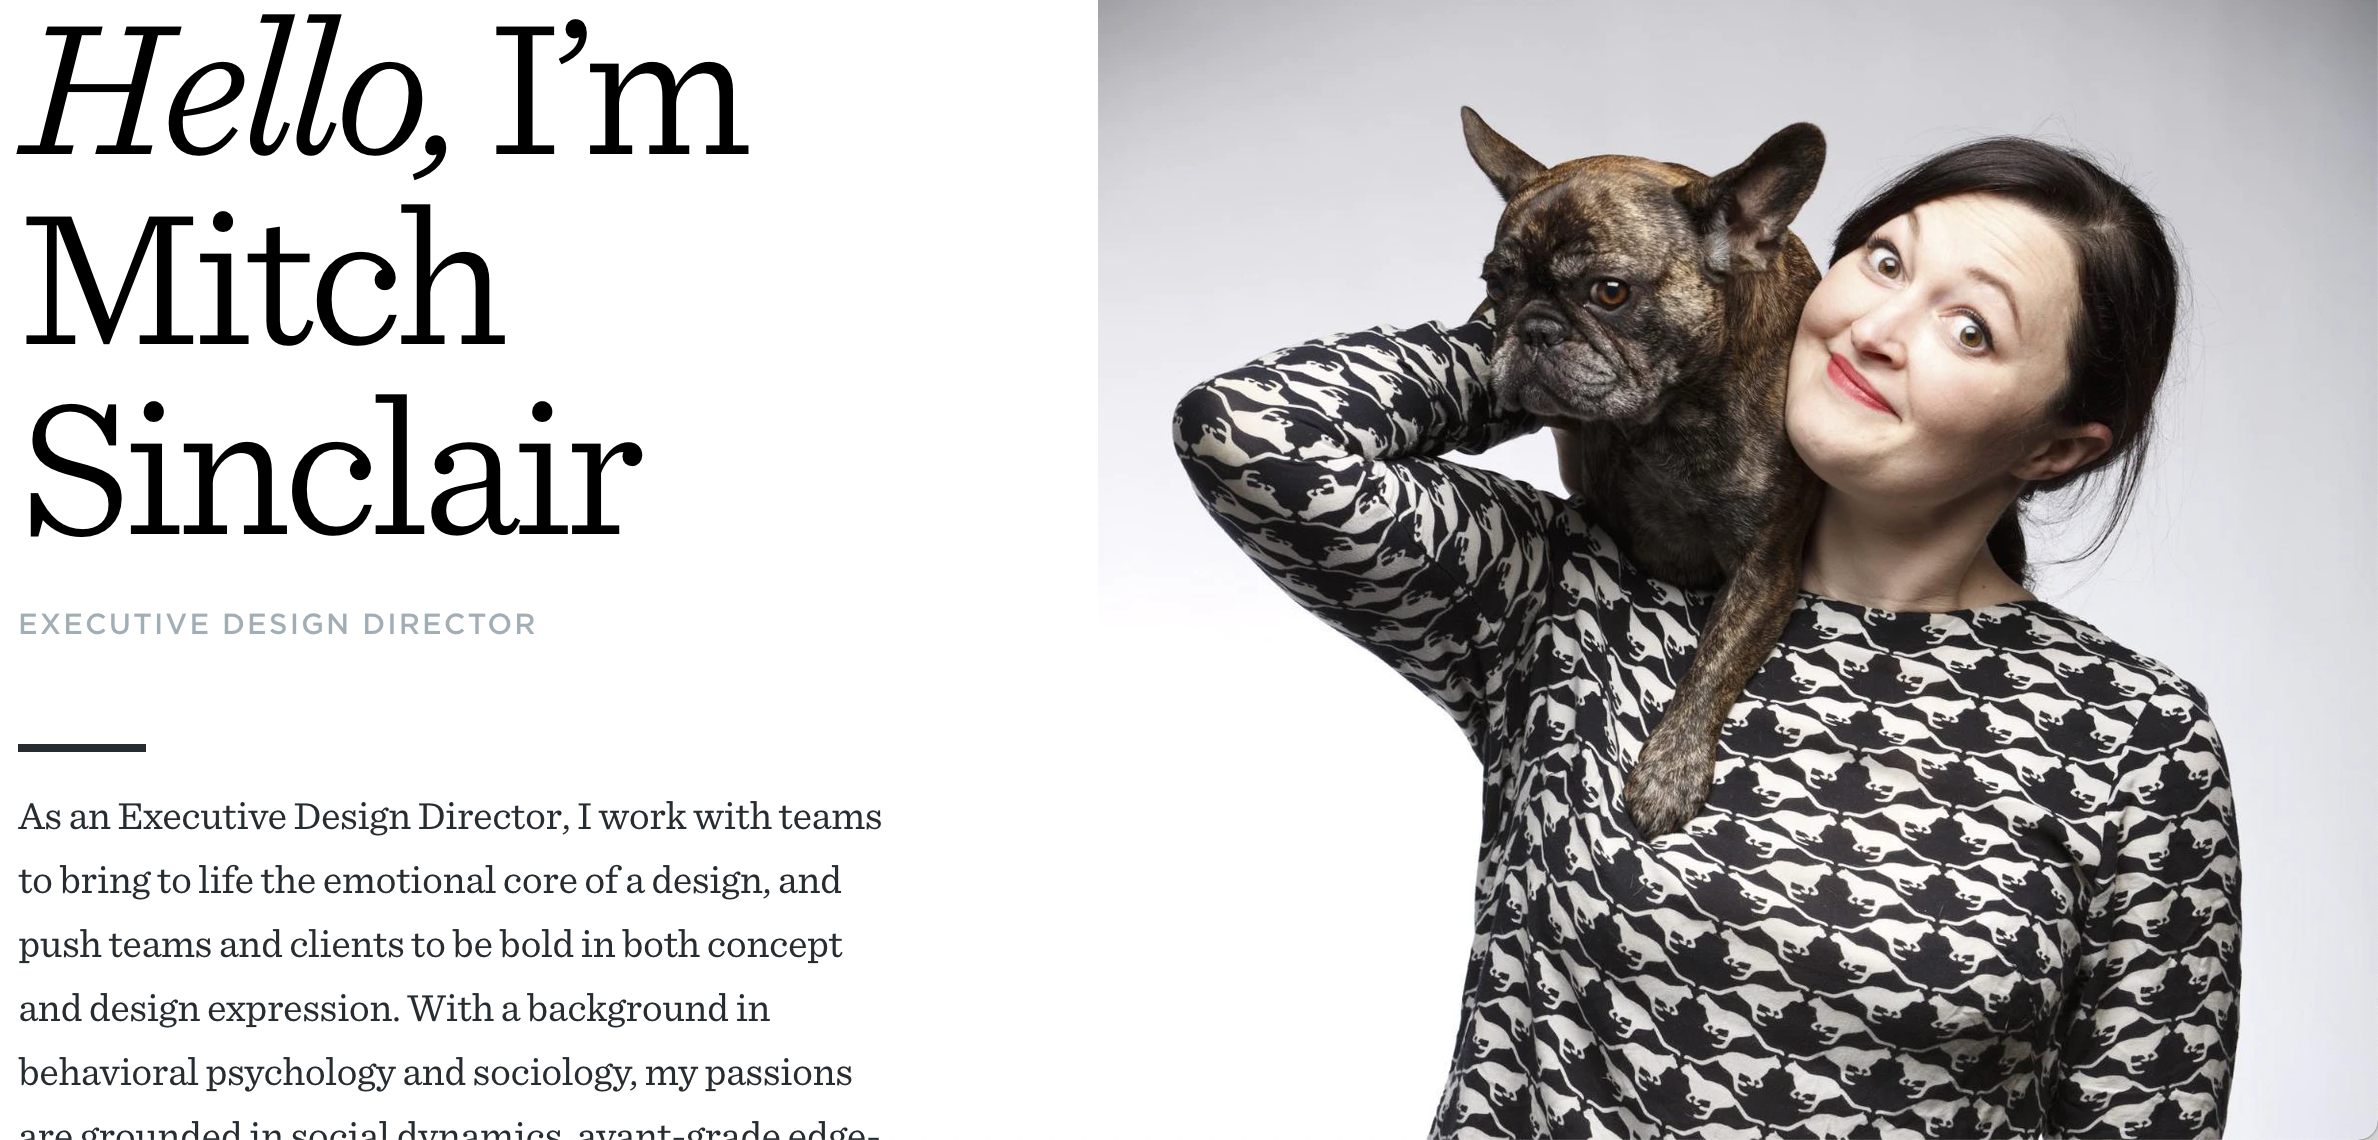 Hello, I’m
Mitch
Sinclair
EXECUTIVE DESIGN DIRECTOR
As an Executive Design Director, I work with teams
to bring to life the emotional core of a design, and
push teams and clients to be bold in both concept
and design expression. With a background in
behavioral psychology and sociology, my passions
are grounded in social dynamics, avant-grade edge-